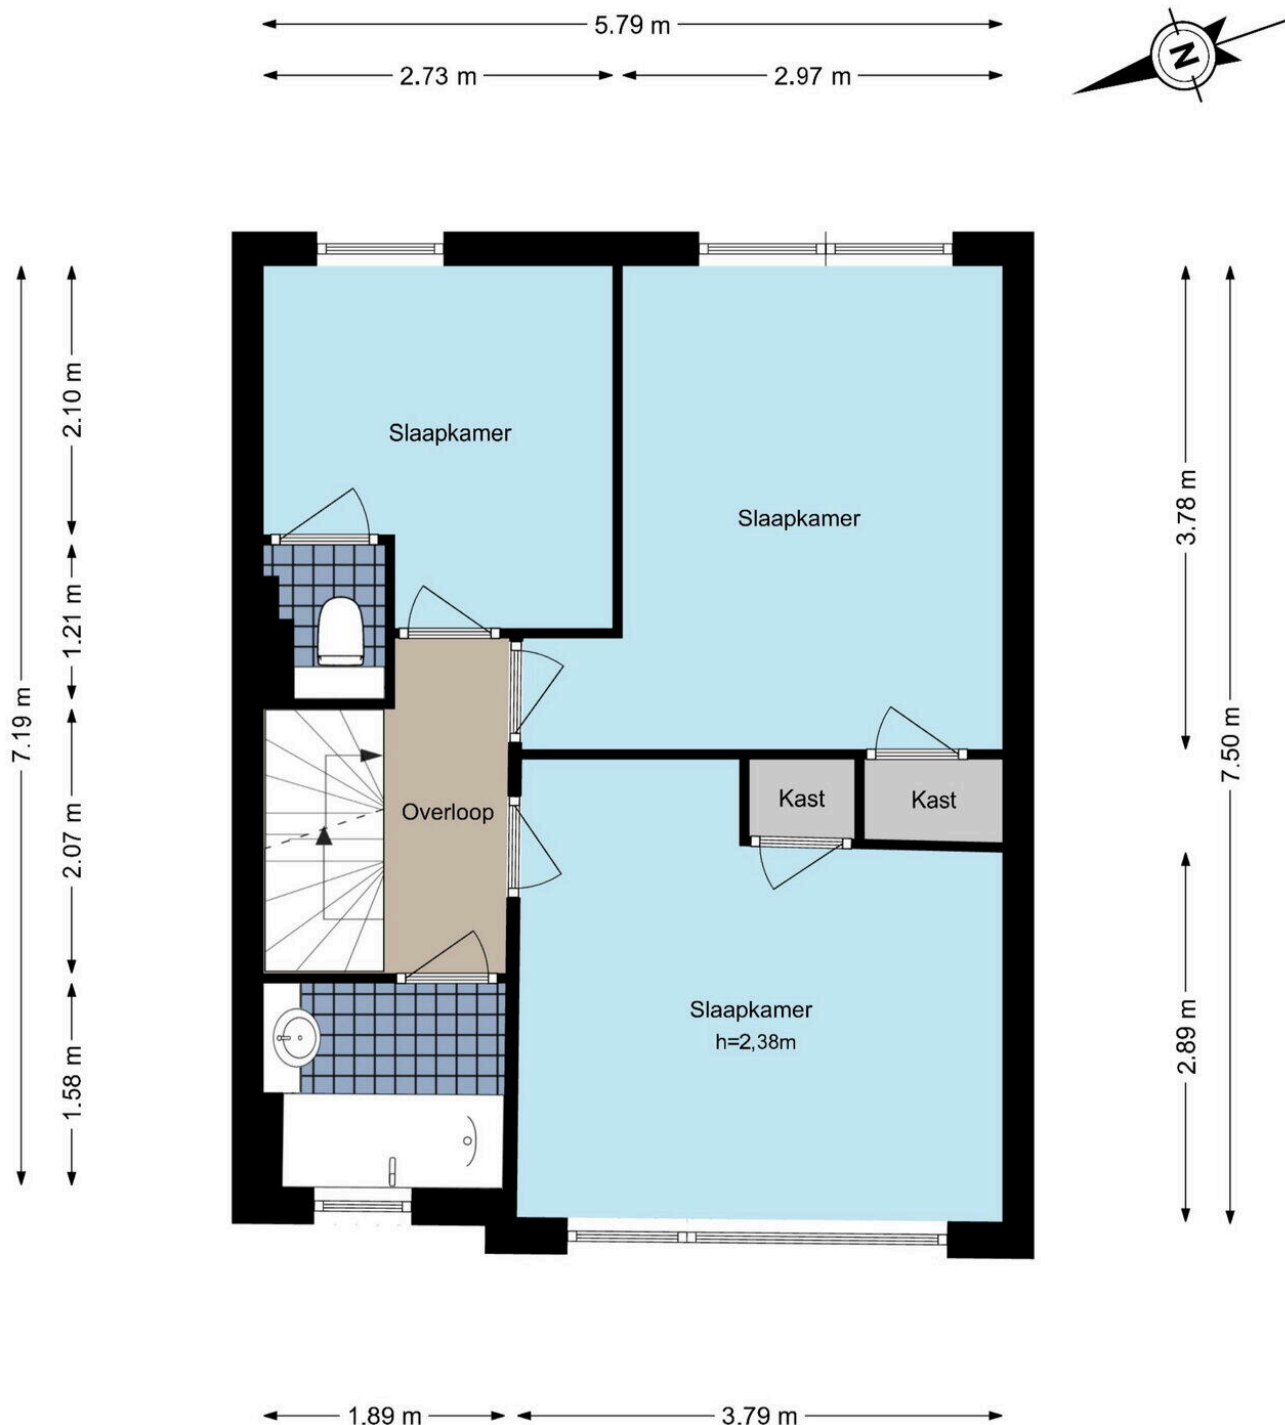 5.79 m
2.73 m
2.97 m
N
2.10 m
1.21 m
2.07 m
1.58 m
7.19 m
Slaapkamer
Slaapkamer
Kast
Kast
Overloop
Slaapkamer
h=2,38m
3.78 m
2.89 m
7.50 m
1.89 m
3.79 m